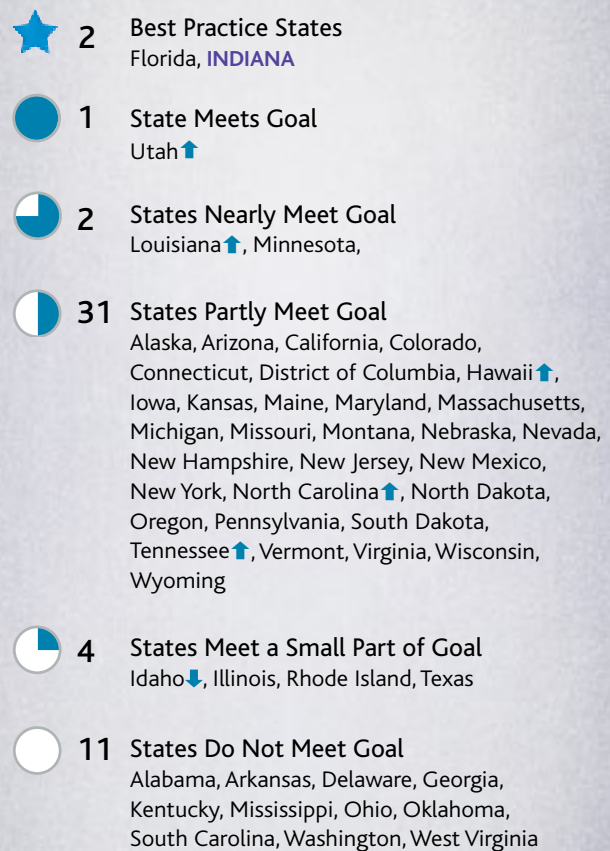 2 Best Practice States
Florida, INDIANA
1 State Meets Goal
Utah⬆
2 States Nearly Meet Goal
Louisiana⬆, Minnesota,
31 States Partly Meet Goal
Alaska, Arizona, California, Colorado,
Connecticut, District of Columbia, Hawaii⬆,
Iowa, Kansas, Maine, Maryland, Massachusetts,
Michigan, Missouri, Montana, Nebraska, Nevada,
New Hampshire, New Jersey, New Mexico,
New York, North Carolina⬆, North Dakota,
Oregon, Pennsylvania, South Dakota,
Tennessee⬆, Vermont, Virginia, Wisconsin,
Wyoming
4 States Meet a Small Part of Goal
Idaho⬇, Illinois, Rhode Island, Texas
11 States Do Not Meet Goal
Alabama, Arkansas, Delaware, Georgia,
Kentucky, Mississippi, Ohio, Oklahoma,
South Carolina, Washington, West Virginia